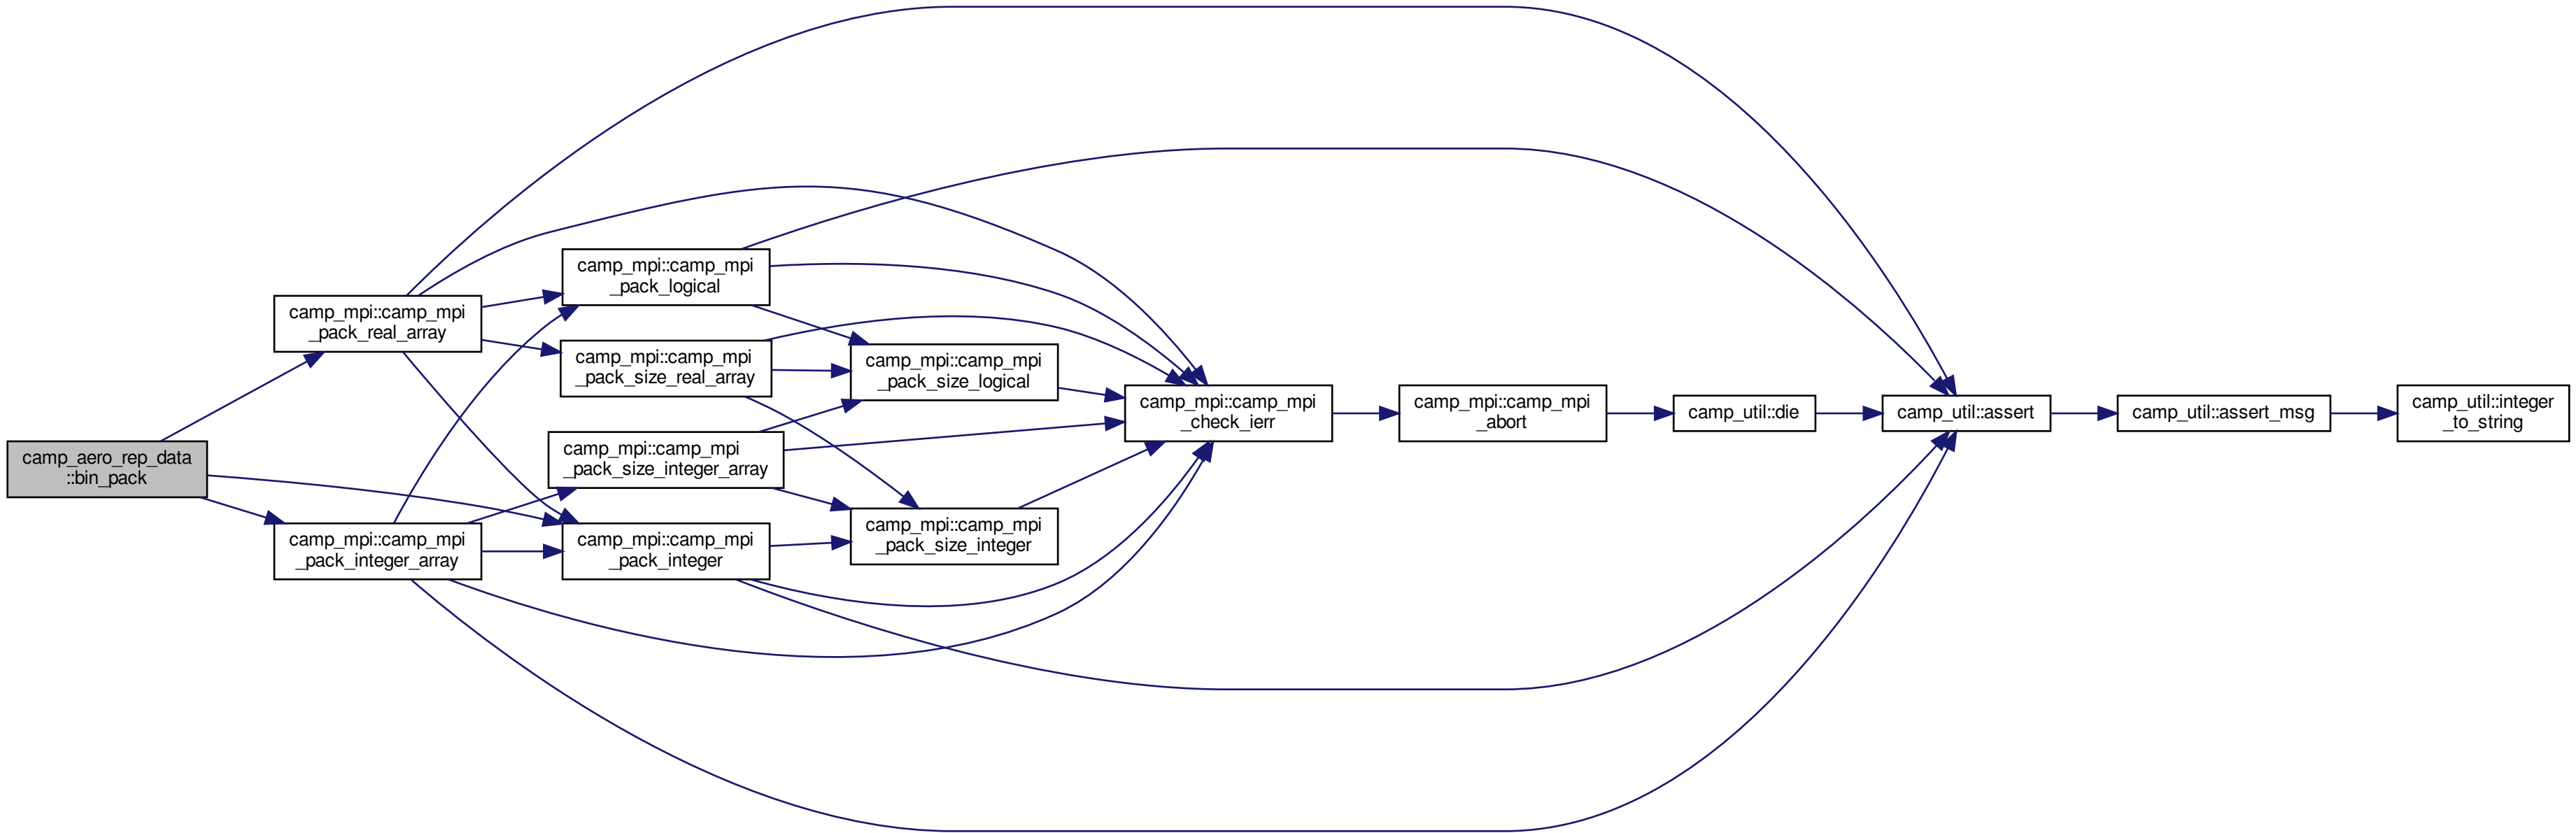 camp_aero_rep_data
::bin_pack
camp_mpi::camp_mpi
_pack_real_array
camp_mpi::camp_mpi
_pack_integer_array
camp_mpi::camp_mpi
_pack_logical
camp_mpi::camp_mpi
_pack_size_real_array
camp_mpi::camp_mpi
_pack_size_integer_array
camp_mpi::camp_mpi
_pack_integer
camp_mpi::camp_mpi
_pack_size_logical
camp_mpi::camp_mpi
_pack_size_integer
camp_mpi::camp_mpi
_check_ierr
camp_mpi::camp_mpi
_abort
camp_util::die
camp_util::assert
camp_util::assert_msg
camp_util::integer
_to_string